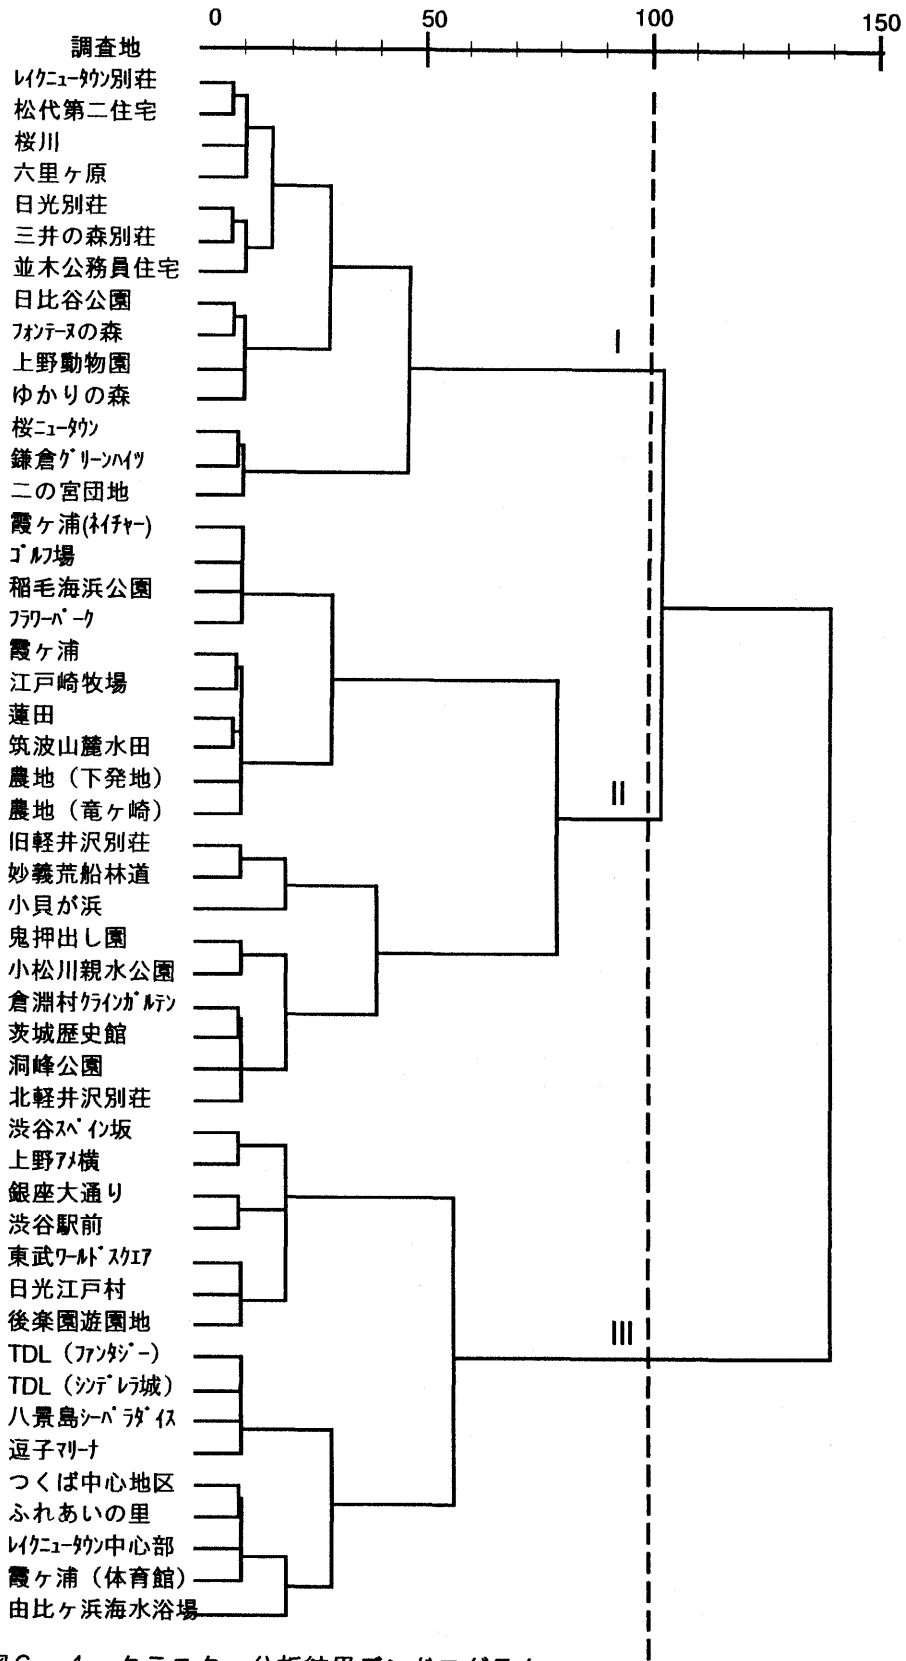 0 50 100 150
調査地
レイクニュータウン別荘
松代第二住宅
桜川
六里ヶ原
日光別荘
三井の森別荘
並木公務員住宅
日比谷公園
フォンテーヌの森
上野動物園
ゆかりの森
桜ニュータウン
鎌倉グリーンハイツ
二の宮団地
霞ヶ浦(ネイチャー)
ゴルフ場
稲毛海浜公園
フラワーパーク
霞ヶ浦
江戸崎牧場
蓮田
筑波山麓水田
農地(下発地)
農地(竜ヶ崎)
旧軽井沢別荘
妙義荒船林道
小貝が浜
鬼押出し園
小松川親水公園
倉淵村クラインガルテン
茨城歴史館
洞峰公園
北軽井沢別荘
渋谷スペイン坂
上野アメ横
銀座大通り
渋谷駅前
東武ワールドスクエア
日光江戸村
後楽園遊園地
TDL(ファンタジー)
TDL(シンデレラ城)
八景島シーパラダイス
逗子マリーナ
つくば中心地区
ふれあいの里
レイクニュータウン中心部
霞ヶ浦(体育館)
由比ヶ浜海水浴場
I
II
III